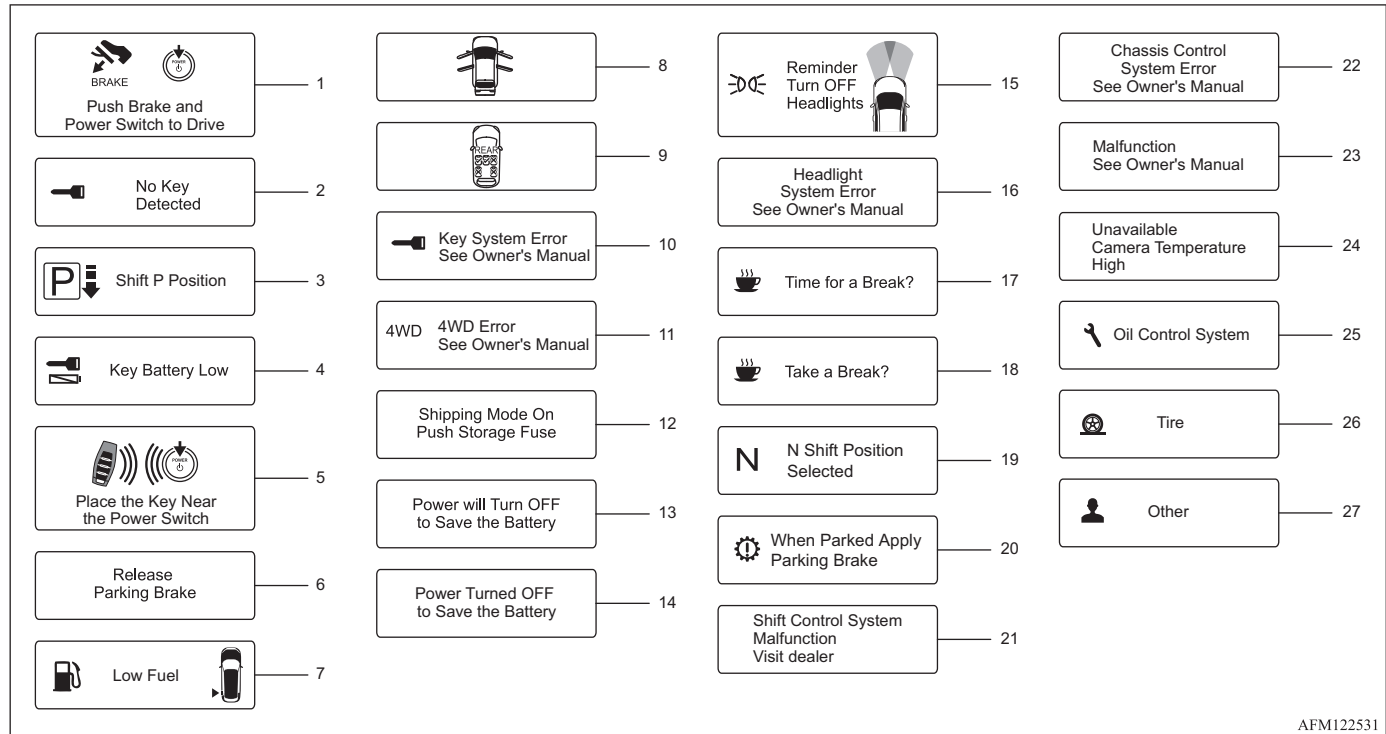 POWER
BRAKE
Push Brake and
Power Switch to Drive
1
No Key
Detected
2
P
Shift P Position
3
Key Battery Low
4
POWER
Place the Key Near
the Power Switch
5
Release
Parking Brake
6
Low Fuel
7
8
REAR
9
Key System Error
See Owner's Manual
10
4WD
4WD Error
See Owner's Manual
11
Shipping Mode On
Push Storage Fuse
12
Power will Turn OFF
to Save the Battery
13
Power Turned OFF
to Save the Battery
14
Reminder
Turn OFF
Headlights
15
Headlight
System Error
See Owner's Manual
16
Time for a Break?
17
Take a Break?
18
N
N Shift Position
Selected
19
When Parked Apply
Parking Brake
20
Shift Control System
Malfunction
Visit dealer
21
Chassis Control
System Error
See Owner's Manual
22
Malfunction
See Owner's Manual
23
Unavailable
Camera Temperature
High
24
Oil Control System
25
Tire
26
Other
27
AFM122531